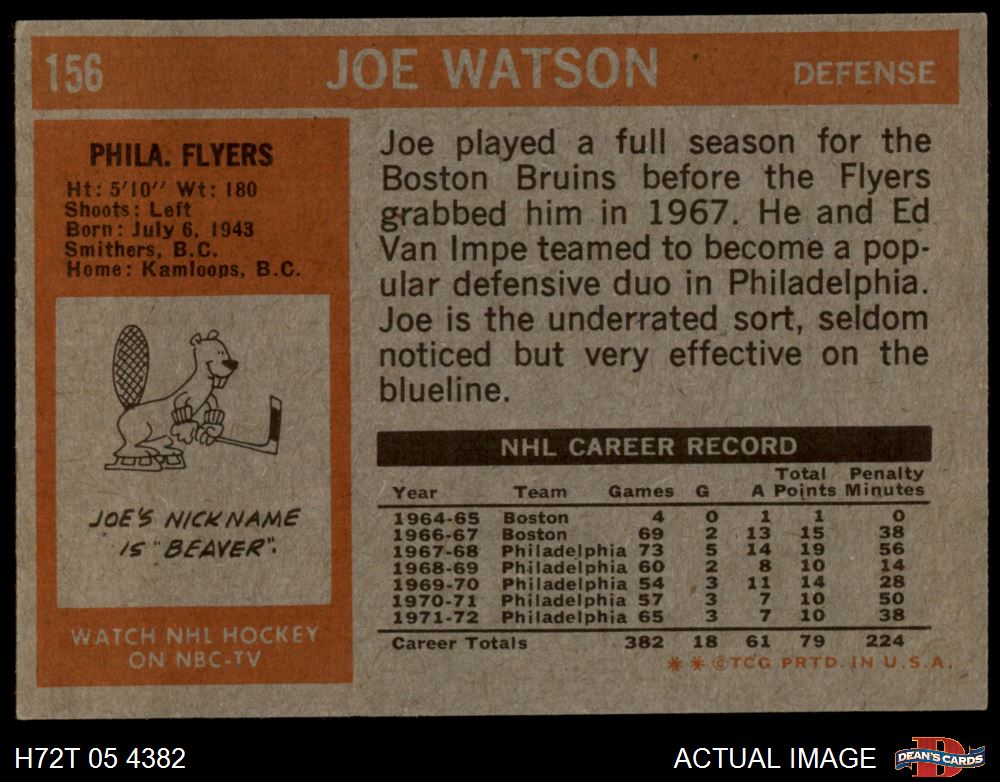 156 JOE WATSON DEFENSE
PHILA. FLYERS
Ht: 5'10" Wt: 180
Shoots: Left
Born: July 6, 1943
Smithers, B.C.
Home: Kamloops, B.C.
JOE'S NICKNAME
IS "BEAVER".
WATCH NHL HOCKEY
ON NBC-TV
Joe played a full season for the
Boston Bruins before the Flyers
grabbed him in 1967. He and Ed
Van Impe teamed to become a pop-
ular defensive duo in Philadelphia.
Joe is the underrated sort, seldom
noticed but very effective on the
blueline.
NHL CAREER RECORD
Total Penalty
Year Team Games G A Points Minutes
1964-65 Boston 4 0 1 1 0
1966-67 Boston 69 2 13 15 38
1967-68 Philadelphia 73 5 14 19 56
1968-69 Philadelphia 60 2 8 10 14
1969-70 Philadelphia 54 3 11 14 28
1970-71 Philadelphia 57 3 7 10 50
1971-72 Philadelphia 65 3 7 10 38
Career Totals 382 18 61 79 224
* * ©TCG PRTD. IN U.S.A.
H72T 05 4382 ACTUAL IMAGE DEAN'S CARDS